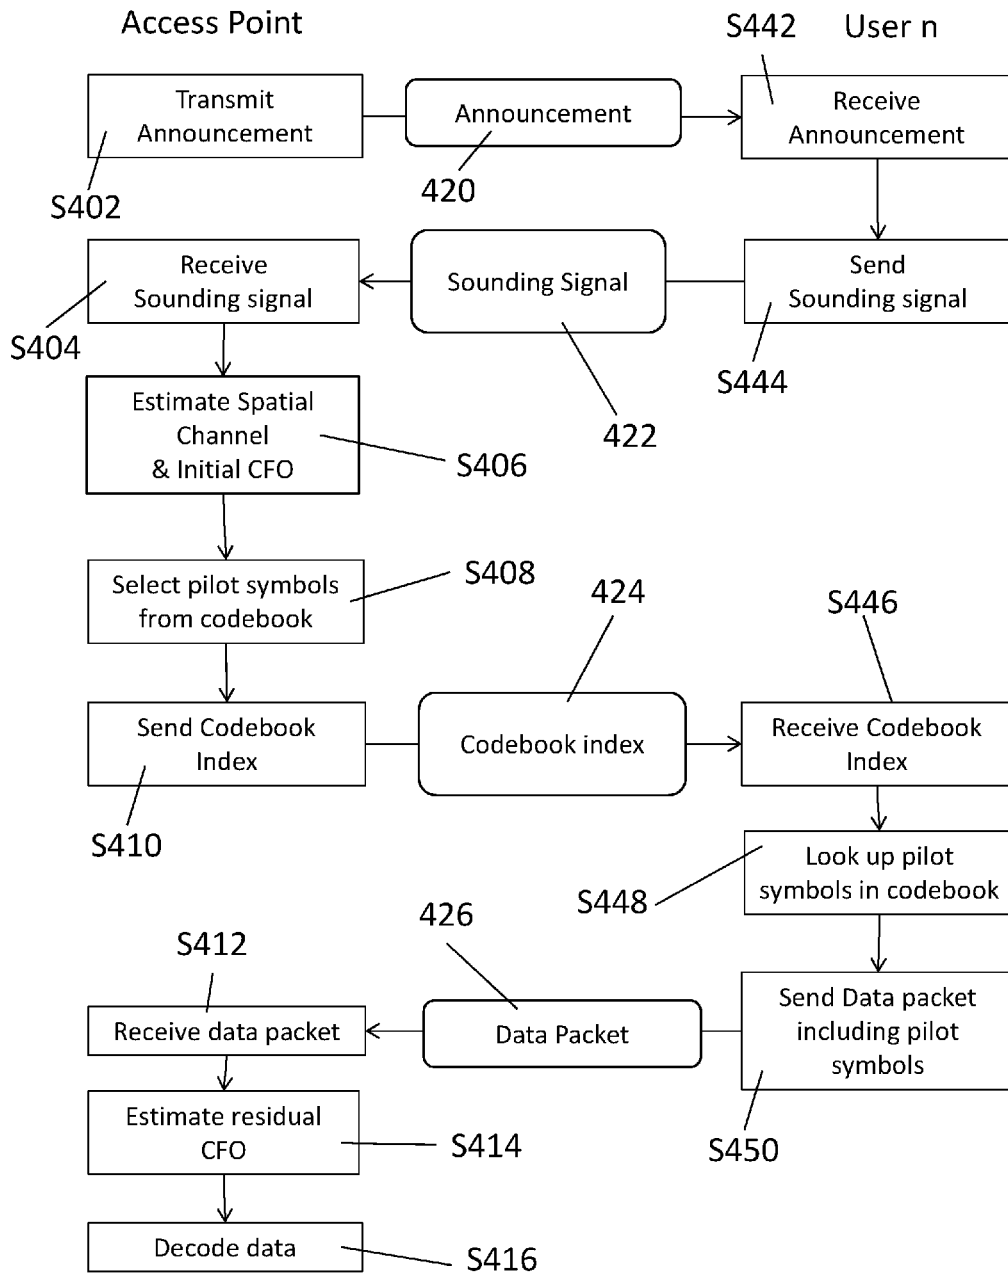 Access Point
S442
User n
Transmit
Announcement
Announcement
Receive
Announcement
S402
420
Receive
Sounding signal
Sounding Signal
Send
Sounding signal
S404
S444
422
Estimate Spatial
Channel
& Initial CFO
S406
Select pilot symbols
from codebook
S408
424
S446
Send Codebook
Index
Codebook index
Receive Codebook
Index
S410
Look up pilot
symbols in codebook
S448
426
S412
Receive data packet
Data Packet
Send Data packet
including pilot
symbols
Estimate residual
CFO
S414
S450
Decode data
S416